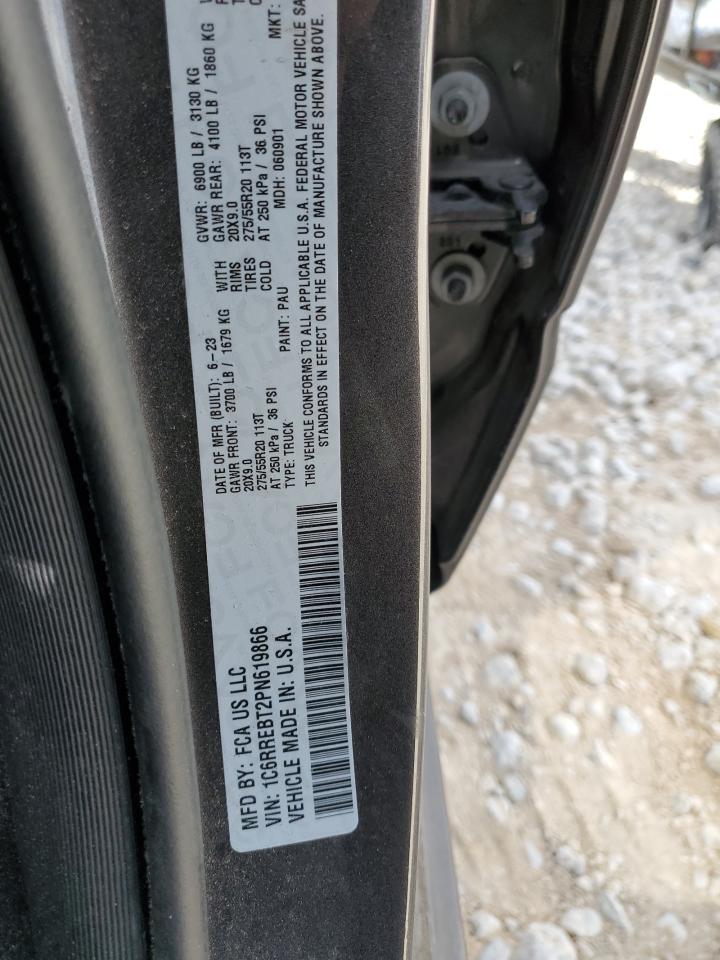 MFD BY: FCA US LLC
VIN: 1C6RREBT2PN619866
VEHICLE MADE IN: U.S.A.
DATE OF MFR (BUILT): 6-23
GVWR: 6900 LB / 3130 KG
GAWR FRONT: 3700 LB / 1679 KG WITH
GAWR REAR: 4100 LB / 1860 KG
20X9.0 RIMS 20X9.0
275/55R20 113T TIRES 275/55R20 113T
AT 250 kPa / 36 PSI COLD AT 250 kPa / 36 PSI
TYPE: TRUCK PAINT: PAU MDH: 060901 MKT:
THIS VEHICLE CONFORMS TO ALL APPLICABLE U.S.A. FEDERAL MOTOR VEHICLE SA
STANDARDS IN EFFECT ON THE DATE OF MANUFACTURE SHOWN ABOVE.